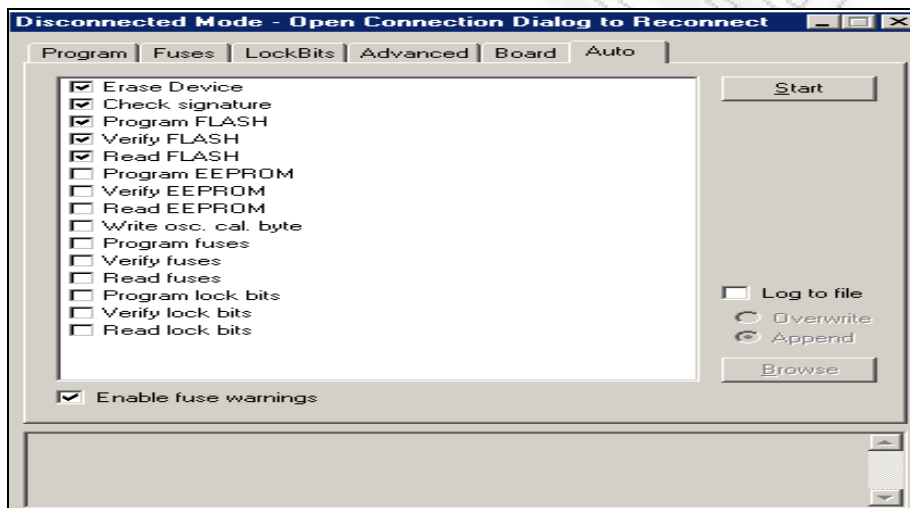 Disconnected Mode - Open Connection Dialog to Reconnect
Program Fuses LockBits Advanced Board Auto
Erase Device
Check signature
Program FLASH
Verify FLASH
Read FLASH
Program EEPROM
Verify EEPROM
Read EEPROM
Write osc. cal. byte
Program fuses
Verify fuses
Read fuses
Program lock bits
Verify lock bits
Read lock bits
Enable fuse warnings
Start
Log to file
Overwrite
Append
Browse